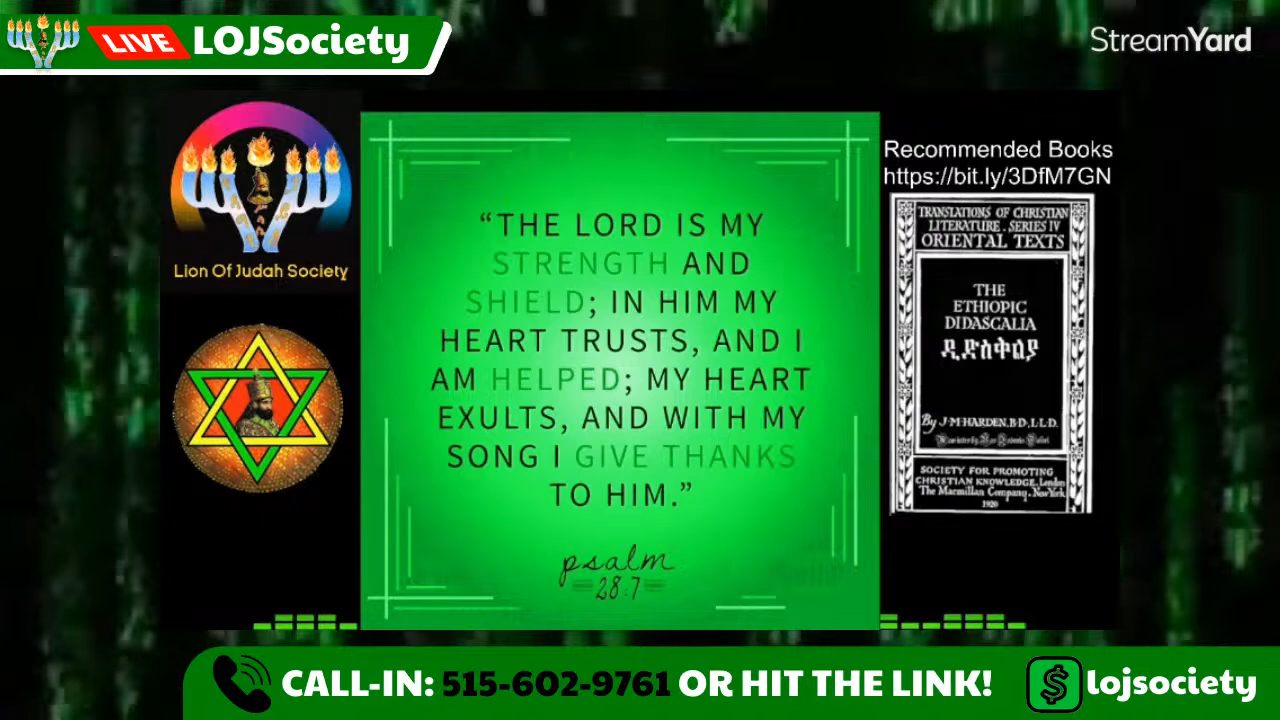 LIVE LOJSociety
StreamYard
Lion Of Judah Society
“THE LORD IS MY
STRENGTH AND
SHIELD; IN HIM MY
HEART TRUSTS, AND I
AM HELPED; MY HEART
EXULTS, AND WITH MY
SONG I GIVE THANKS
TO HIM.”
psalm
28:7
Recommended Books
https://bit.ly/3DfM7GN
TRANSLATIONS OF CHRISTIAN
LITERATURE . SERIES IV
ORIENTAL TEXTS
THE
ETHIOPIC
DIDASCALIA
ዲድስቅልያ
By J·M·HARDEN, B·D., L·L·D.
SOCIETY FOR PROMOTING
CHRISTIAN KNOWLEDGE. London
The Macmillan Company. New York
1920
CALL-IN: 515-602-9761 OR HIT THE LINK!
$ lojsociety